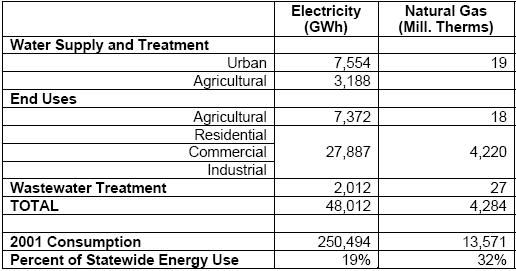 Electricity (GWh) Natural Gas (Mill. Therms)
Water Supply and Treatment
Urban 7,554 19
Agricultural 3,188
End Uses
Agricultural 7,372 18
Residential
Commercial 27,887 4,220
Industrial
Wastewater Treatment 2,012 27
TOTAL 48,012 4,284
2001 Consumption 250,494 13,571
Percent of Statewide Energy Use 19% 32%